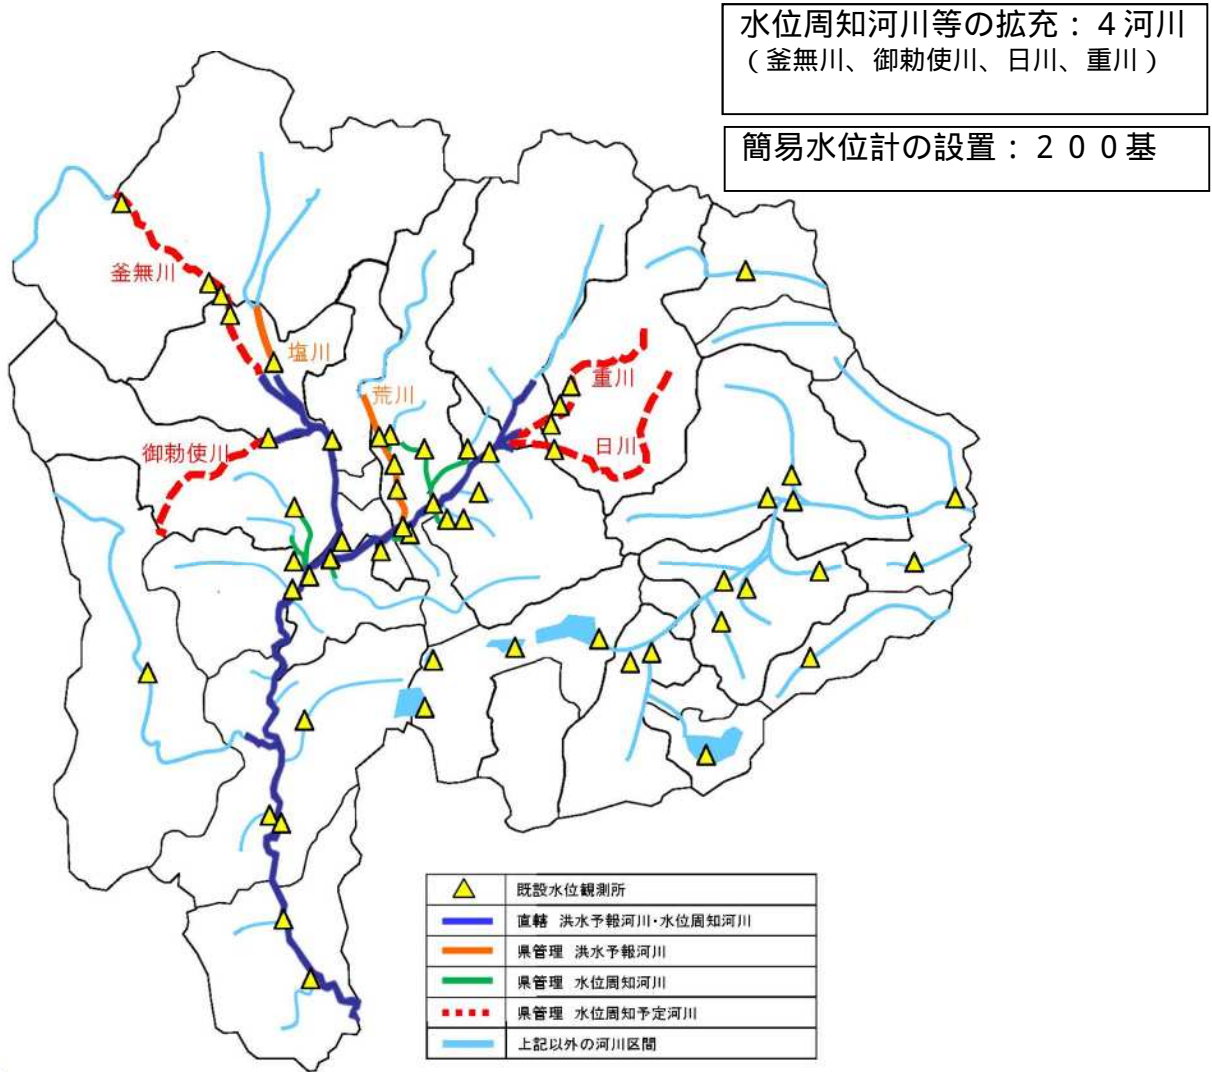 水位周知河川等の拡充：４河川
（釜無川、御勅使川、日川、重川）
簡易水位計の設置：２００基
釜無川
塩川
荒川
重川
御勅使川
日川
既設水位観測所
直轄 洪水予報河川・水位周知河川
県管理 洪水予報河川
県管理 水位周知河川
県管理 水位周知予定河川
上記以外の河川区間